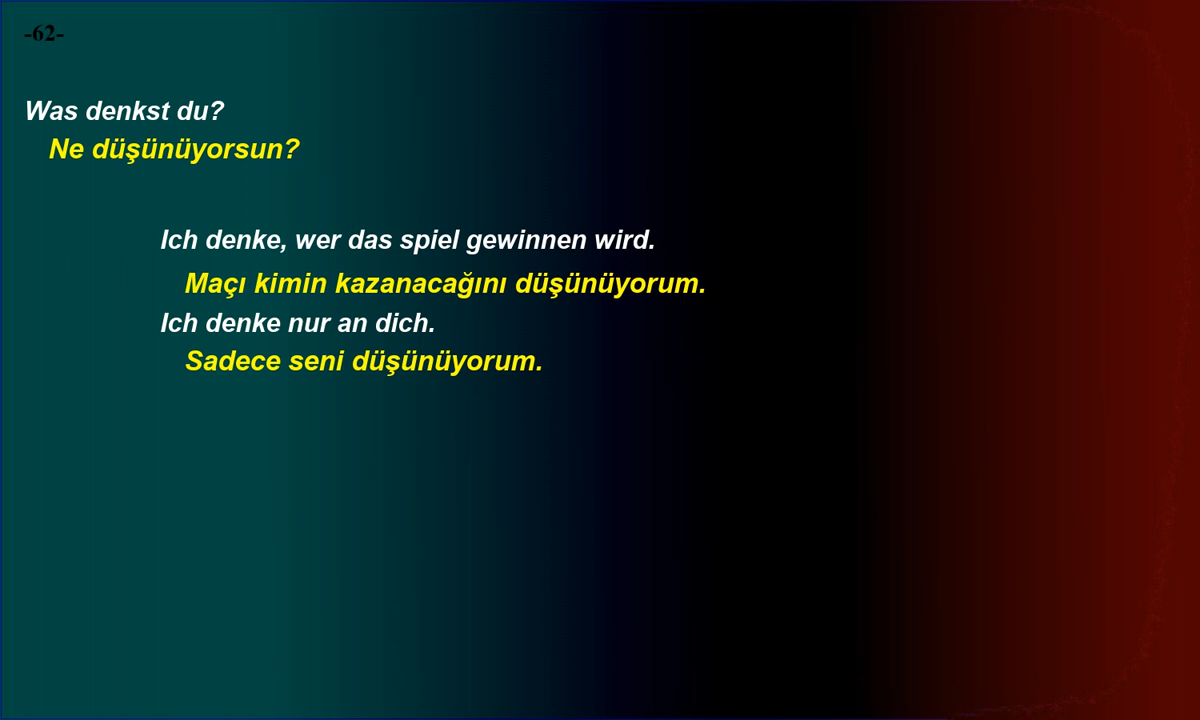 -62-
Was denkst du?
Ne düşünüyorsun?
Ich denke, wer das spiel gewinnen wird.
Maçı kimin kazanacağını düşünüyorum.
Ich denke nur an dich.
Sadece seni düşünüyorum.